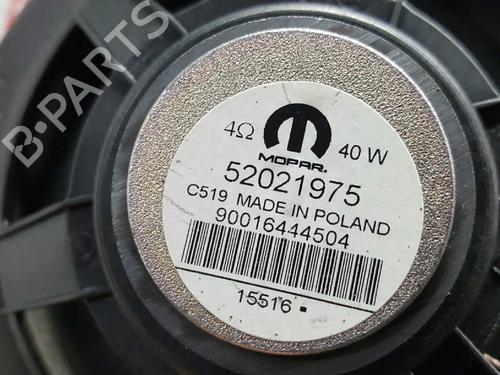 B-PARTS
4Ω 40 W
MOPAR.
52021975
C519 MADE IN POLAND
90016444504
15516